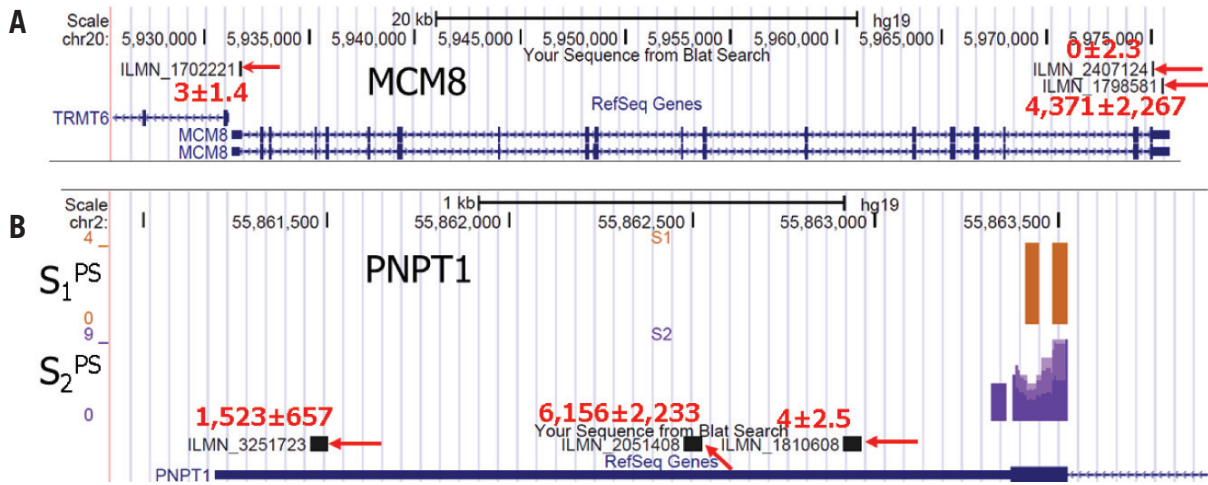 A
Scale 20 kb hg19
chr20: 5,930,000 5,935,000 5,940,000 5,945,000 5,950,000 5,955,000 5,960,000 5,965,000 5,970,000 5,975,000
Your Sequence from Blat Search
0±2.3
ILMN_1702221 MCM8 ILMN_2407124
ILMN_1798581
3±1.4 RefSeq Genes 4,371±2,267
TRMT6
MCM8
MCM8
B
Scale 1 kb hg19
chr2: 55,861,500 55,862,000 55,862,500 55,863,000 55,863,500
4 S1
S1PS PNPT1
0
9 S2
S2PS
0
1,523±657 6,156±2,233 4±2.5
Your Sequence from Blat Search
ILMN_3251723 ILMN_2051408 ILMN_1810608
RefSeq Genes
PNPT1